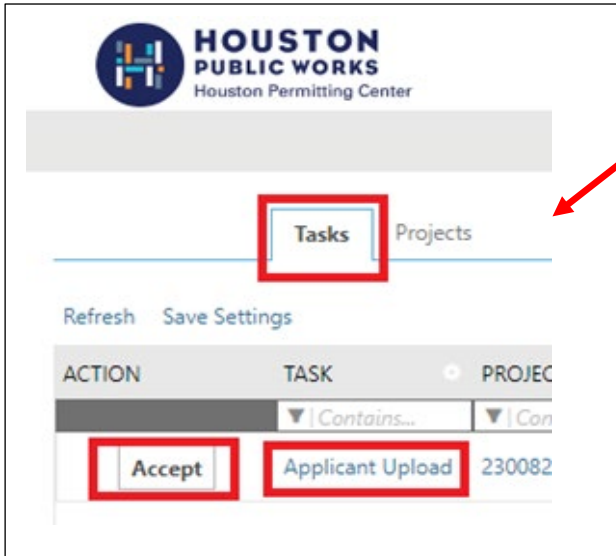 HOUSTON
PUBLIC WORKS
Houston Permitting Center
Tasks Projects
Refresh Save Settings
ACTION TASK PROJEC
Contains... Con
Accept Applicant Upload 230082